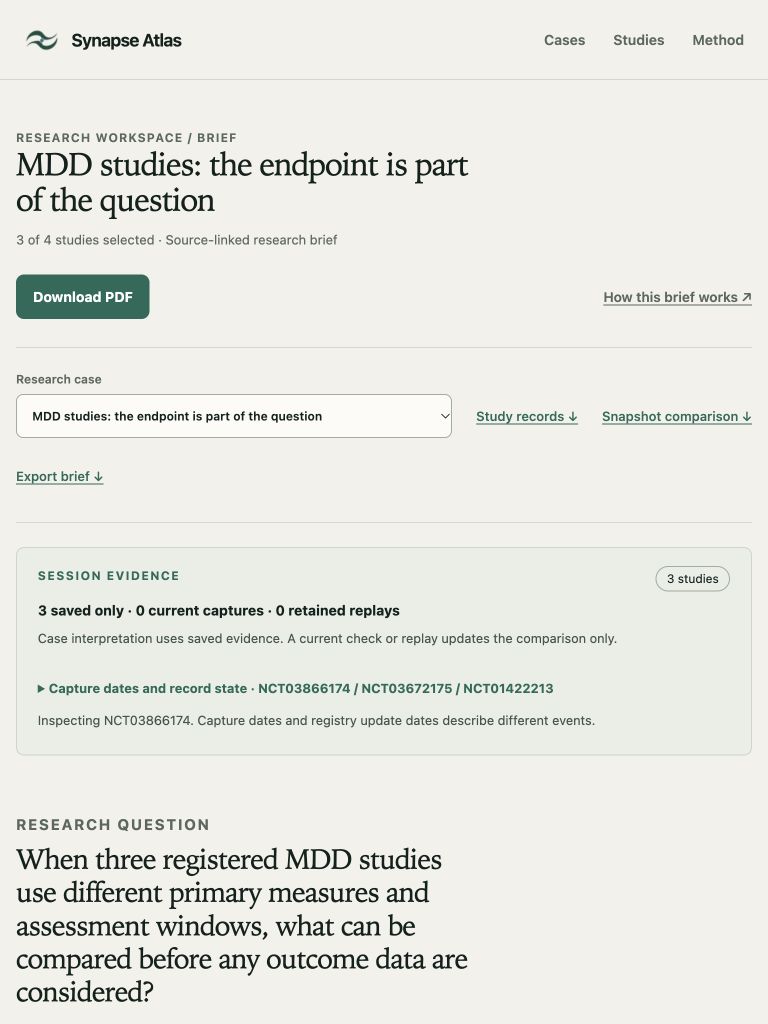 Synapse Atlas
Cases Studies Method
RESEARCH WORKSPACE / BRIEF
MDD studies: the endpoint is part
of the question
3 of 4 studies selected · Source-linked research brief
Download PDF
How this brief works ↗
Research case
MDD studies: the endpoint is part of the question
Study records ↓
Snapshot comparison ↓
Export brief ↓
SESSION EVIDENCE
3 studies
3 saved only · 0 current captures · 0 retained replays
Case interpretation uses saved evidence. A current check or replay updates the comparison only.
▶ Capture dates and record state · NCT03866174 / NCT03672175 / NCT01422213
Inspecting NCT03866174. Capture dates and registry update dates describe different events.
RESEARCH QUESTION
When three registered MDD studies
use different primary measures and
assessment windows, what can be
compared before any outcome data are
considered?